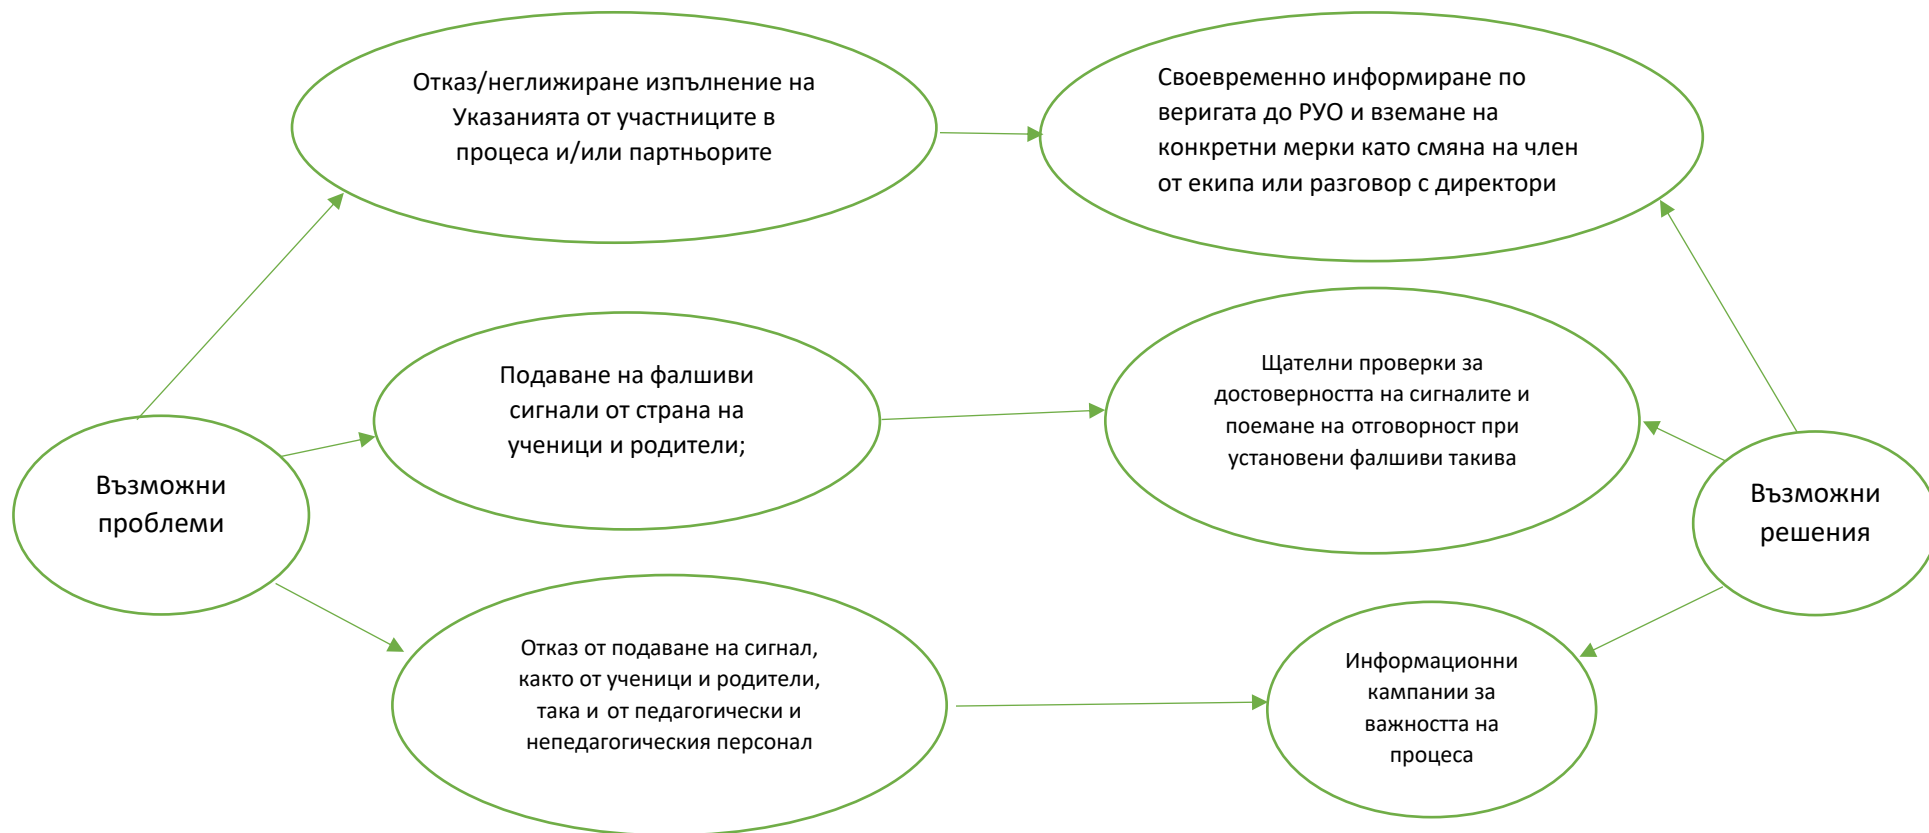 Отказ/неглижиране изпълнение на
Указанията от участниците в
процеса и/или партньорите
Своевременно информиране по
веригата до РУО и вземане на
конкретни мерки като смяна на член
от екипа или разговор с директори
Подаване на фалшиви
сигнали от страна на
ученици и родители;
Щателни проверки за
достоверността на сигналите и
поемане на отговорност при
установени фалшиви такива
Възможни
проблеми
Възможни
решения
Отказ от подаване на сигнал,
както от ученици и родители,
така и от педагогически и
непедагогическия персонал
Информационни
кампании за
важността на
процеса